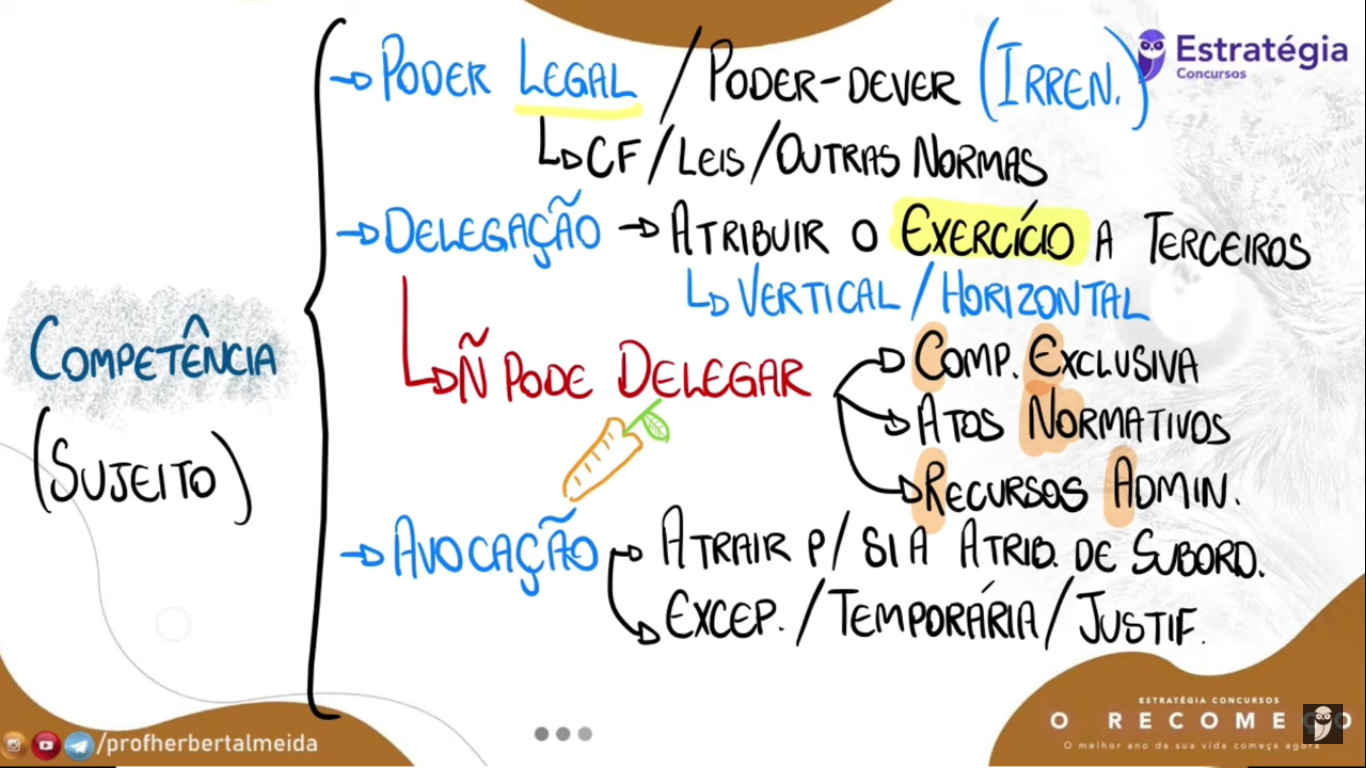 → PODER LEGAL / PODER-DEVER (IRREN.)
Estratégia
Concursos
↳ CF / LEIS / OUTRAS NORMAS
→ DELEGAÇÃO → ATRIBUIR O EXERCÍCIO A TERCEIROS
↳ VERTICAL / HORIZONTAL
COMPETÊNCIA
(SUJEITO)
↳ Ñ PODE DELEGAR
→ COMP. EXCLUSIVA
→ ATOS NORMATIVOS
→ RECURSOS ADMIN.
→ AVOCAÇÃO → ATRAIR P/ SI A ATRIB. DE SUBORD.
→ EXCEP. / TEMPORÁRIA / JUSTIF.
/profherbertalmeida
ESTRATÉGIA CONCURSOS
O RECOMEÇO
O melhor ano da sua vida começa agora